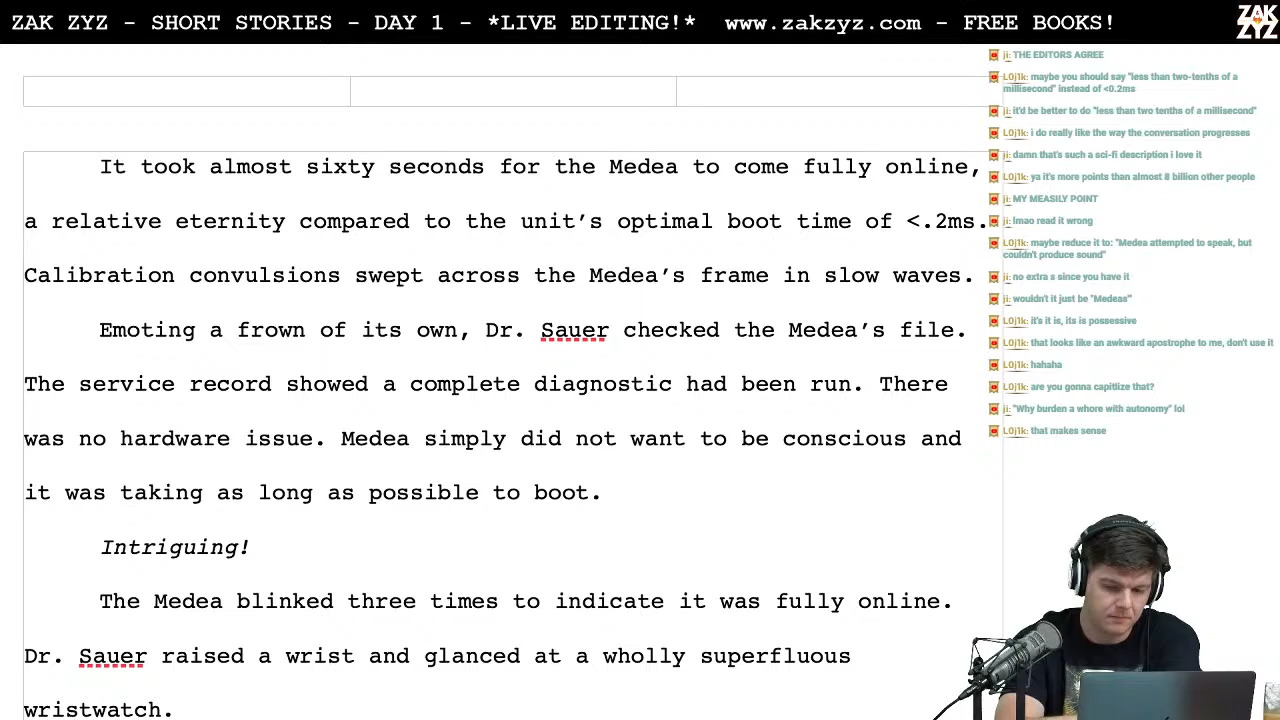 ZAK ZYZ - SHORT STORIES - DAY 1 - *LIVE EDITING!* www.zakzyz.com - FREE BOOKS!
ZAK
ZYZ
It took almost sixty seconds for the Medea to come fully online,
a relative eternity compared to the unit’s optimal boot time of <.2ms.
Calibration convulsions swept across the Medea’s frame in slow waves.
Emoting a frown of its own, Dr. Sauer checked the Medea’s file.
The service record showed a complete diagnostic had been run. There
was no hardware issue. Medea simply did not want to be conscious and
it was taking as long as possible to boot.
Intriguing!
The Medea blinked three times to indicate it was fully online.
Dr. Sauer raised a wrist and glanced at a wholly superfluous
wristwatch.
ji: THE EDITORS AGREE
L0j1k: maybe you should say "less than two-tenths of a
millisecond" instead of <0.2ms
ji: it'd be better to do "less than two tenths of a millisecond"
L0j1k: i do really like the way the conversation progresses
ji: damn that's such a sci-fi description i love it
L0j1k: ya it's more points than almost 8 billion other people
ji: MY MEASILY POINT
ji: lmao read it wrong
L0j1k: maybe reduce it to: "Medea attempted to speak, but
couldn't produce sound"
ji: no extra s since you have it
ji: wouldn't it just be "Medeas'"
L0j1k: it's it is, its is possessive
L0j1k: that looks like an awkward apostrophe to me, don't use it
L0j1k: hahaha
L0j1k: are you gonna capitlize that?
ji: "Why burden a whore with autonomy" lol
L0j1k: that makes sense